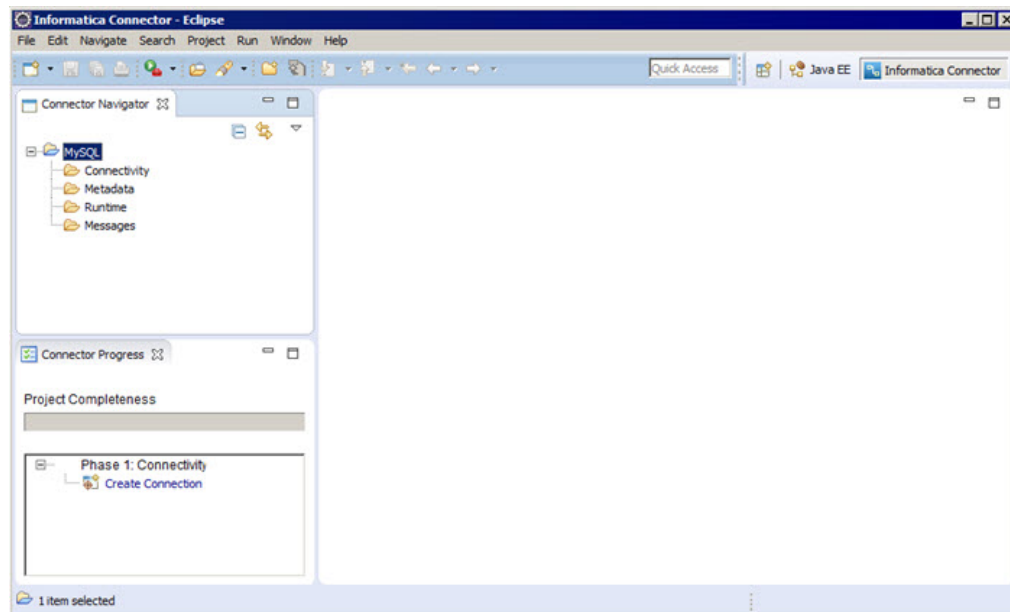 Informatica Connector - Eclipse
File Edit Navigate Search Project Run Window Help
Quick Access Java EE Informatica Connector
Connector Navigator
MySQL
Connectivity
Metadata
Runtime
Messages
Connector Progress
Project Completeness
Phase 1: Connectivity
Create Connection
1 item selected